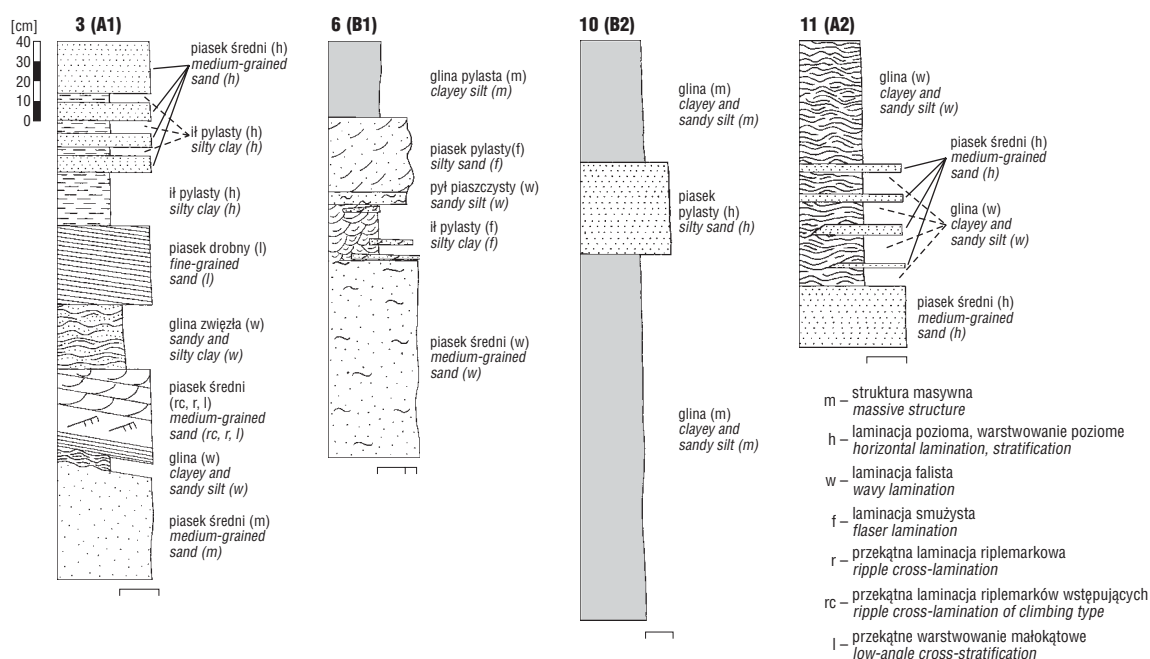 [cm]
40
30
20
10
0
3 (A1)
piasek średni (h)
medium-grained
sand (h)
ił pylasty (h)
silty clay (h)
ił pylasty (h)
silty clay (h)
piasek drobny (l)
fine-grained
sand (l)
glina zwięzła (w)
sandy and
silty clay (w)
piasek średni
(rc, r, l)
medium-grained
sand (rc, r, l)
glina (w)
clayey and
sandy silt (w)
piasek średni (m)
medium-grained
sand (m)
6 (B1)
glina pylasta (m)
clayey silt (m)
piasek pylasty(f)
silty sand (f)
pył piaszczysty (w)
sandy silt (w)
ił pylasty (f)
silty clay (f)
piasek średni (w)
medium-grained
sand (w)
10 (B2)
glina (m)
clayey and
sandy silt (m)
piasek
pylasty (h)
silty sand (h)
glina (m)
clayey and
sandy silt (m)
11 (A2)
glina (w)
clayey and
sandy silt (w)
piasek średni (h)
medium-grained
sand (h)
glina (w)
clayey and
sandy silt (w)
piasek średni (h)
medium-grained
sand (h)
m – struktura masywna
massive structure
h – laminacja pozioma, warstwowanie poziome
horizontal lamination, stratification
w – laminacja falista
wavy lamination
f – laminacja smużysta
flaser lamination
r – przekątna laminacja riplemarkowa
ripple cross-lamination
rc – przekątna laminacja riplemarków wstępujących
ripple cross-lamination of climbing type
l – przekątne warstwowanie małokątowe
low-angle cross-stratification